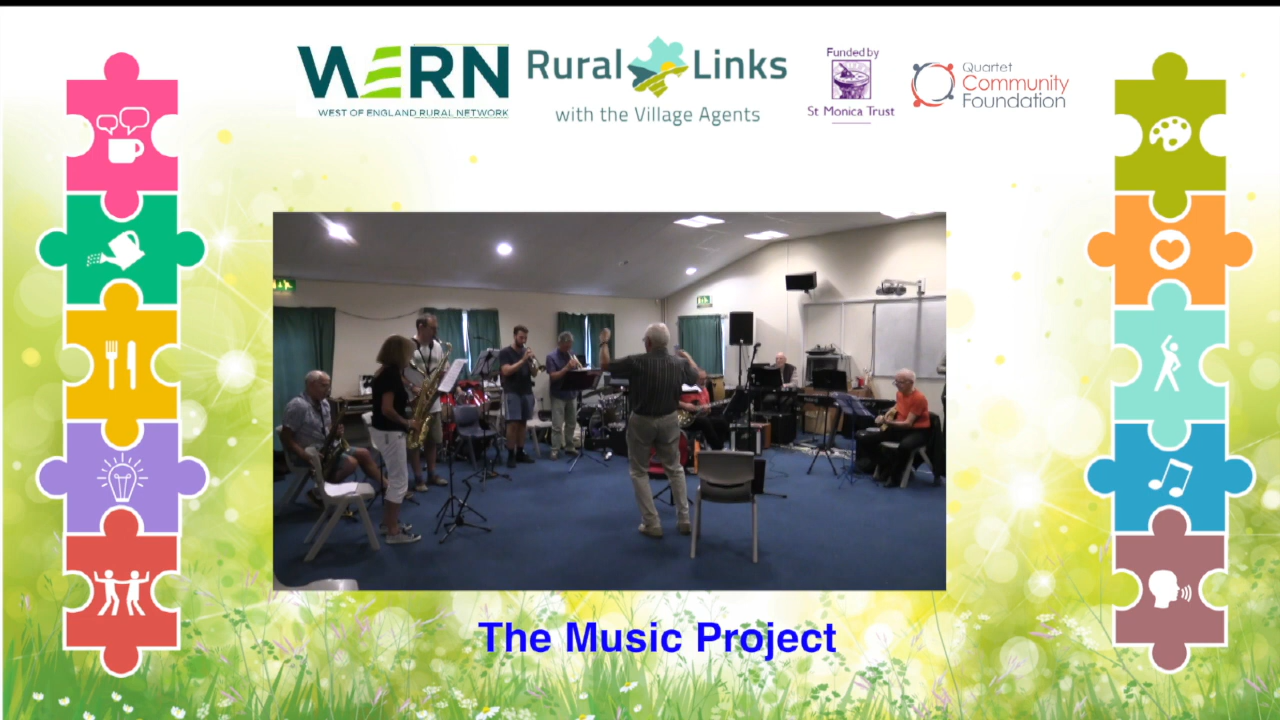 WERN
WEST OF ENGLAND RURAL NETWORK
Rural Links
with the Village Agents
Funded by
St Monica Trust
Quartet
Community
Foundation
The Music Project